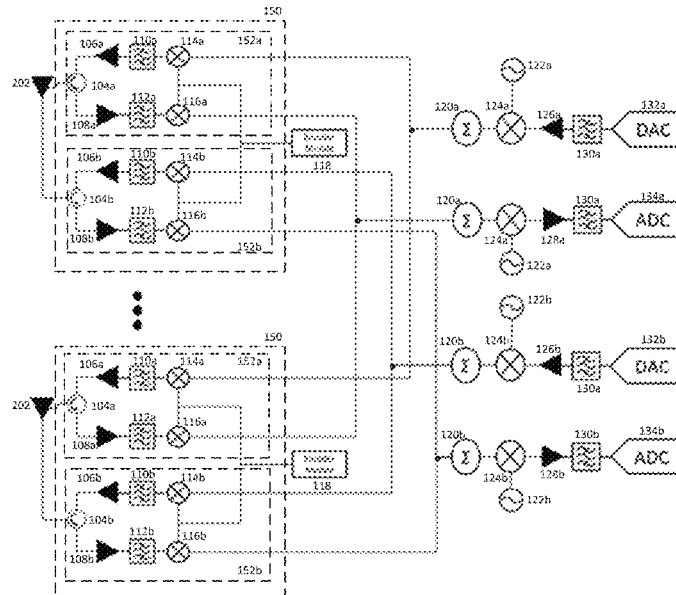 150
106a 110a 114a 152a
202 104a
108a 112a 116a
106b 110b 114b
118
104b
108b 112b 116b
152b
120a 124a 122a 126a 130a 132a
Σ DAC
120a 124a 128a 130a 134a
Σ ADC
122a
122b
120b 124b 126b 130a 132b
Σ DAC
120b 124b 128b 130b 134b
Σ ADC
122b
150
106a 110a 114a 152a
202 104a
108a 112a 116a
106b 110b 114b
118
104b
108b 112b 116b
152b